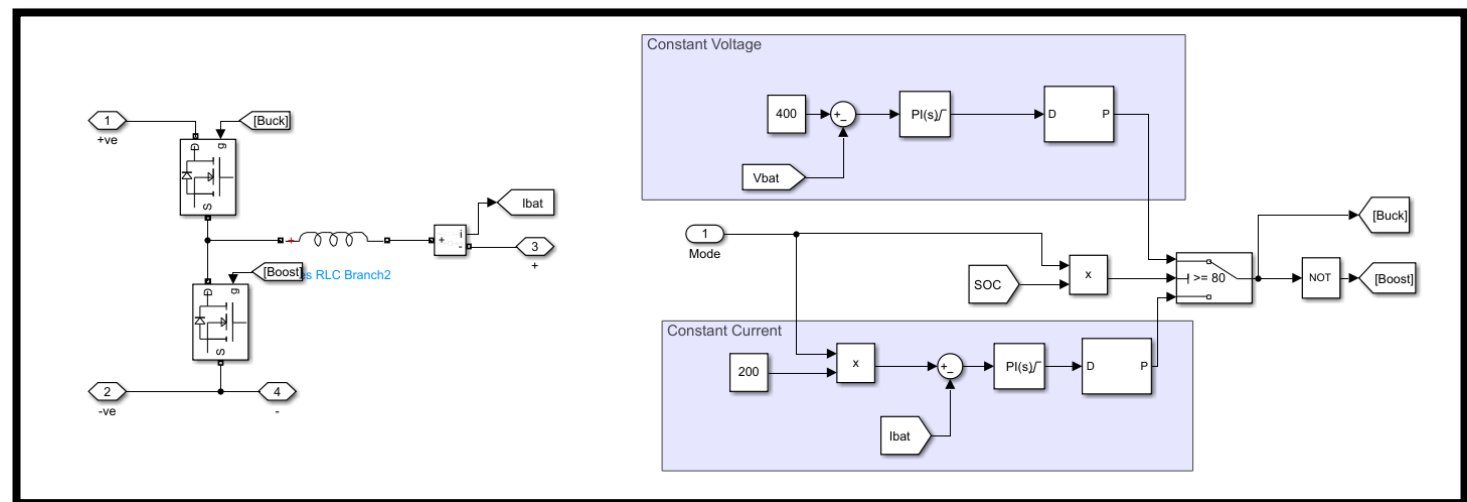 Constant Voltage
1
+ve
[Buck]
D
g
S
400
+
-
PI(s)
D
P
Vbat
Ibat
+
i
-
3
+
[Boost]
es RLC Branch2
D
g
S
1
Mode
SOC
x
>= 80
[Buck]
NOT
[Boost]
Constant Current
200
x
+
-
PI(s)
D
P
Ibat
2
-ve
4
-